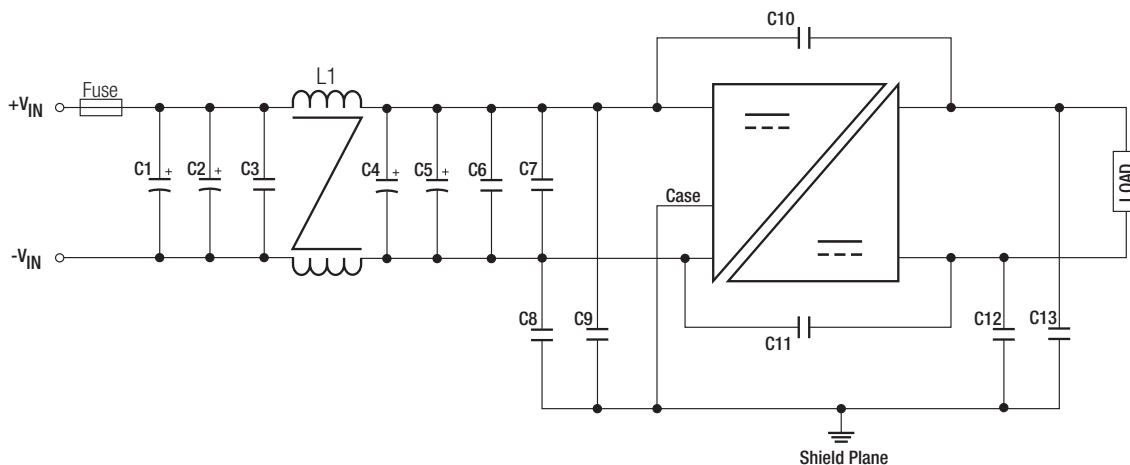 C10
L1
Fuse
+VIN
C1 +
C2 +
C3
C4 +
C5 +
C6
C7
Case
LOAD
-VIN
C8
C9
C11
C12
C13
Shield Plane